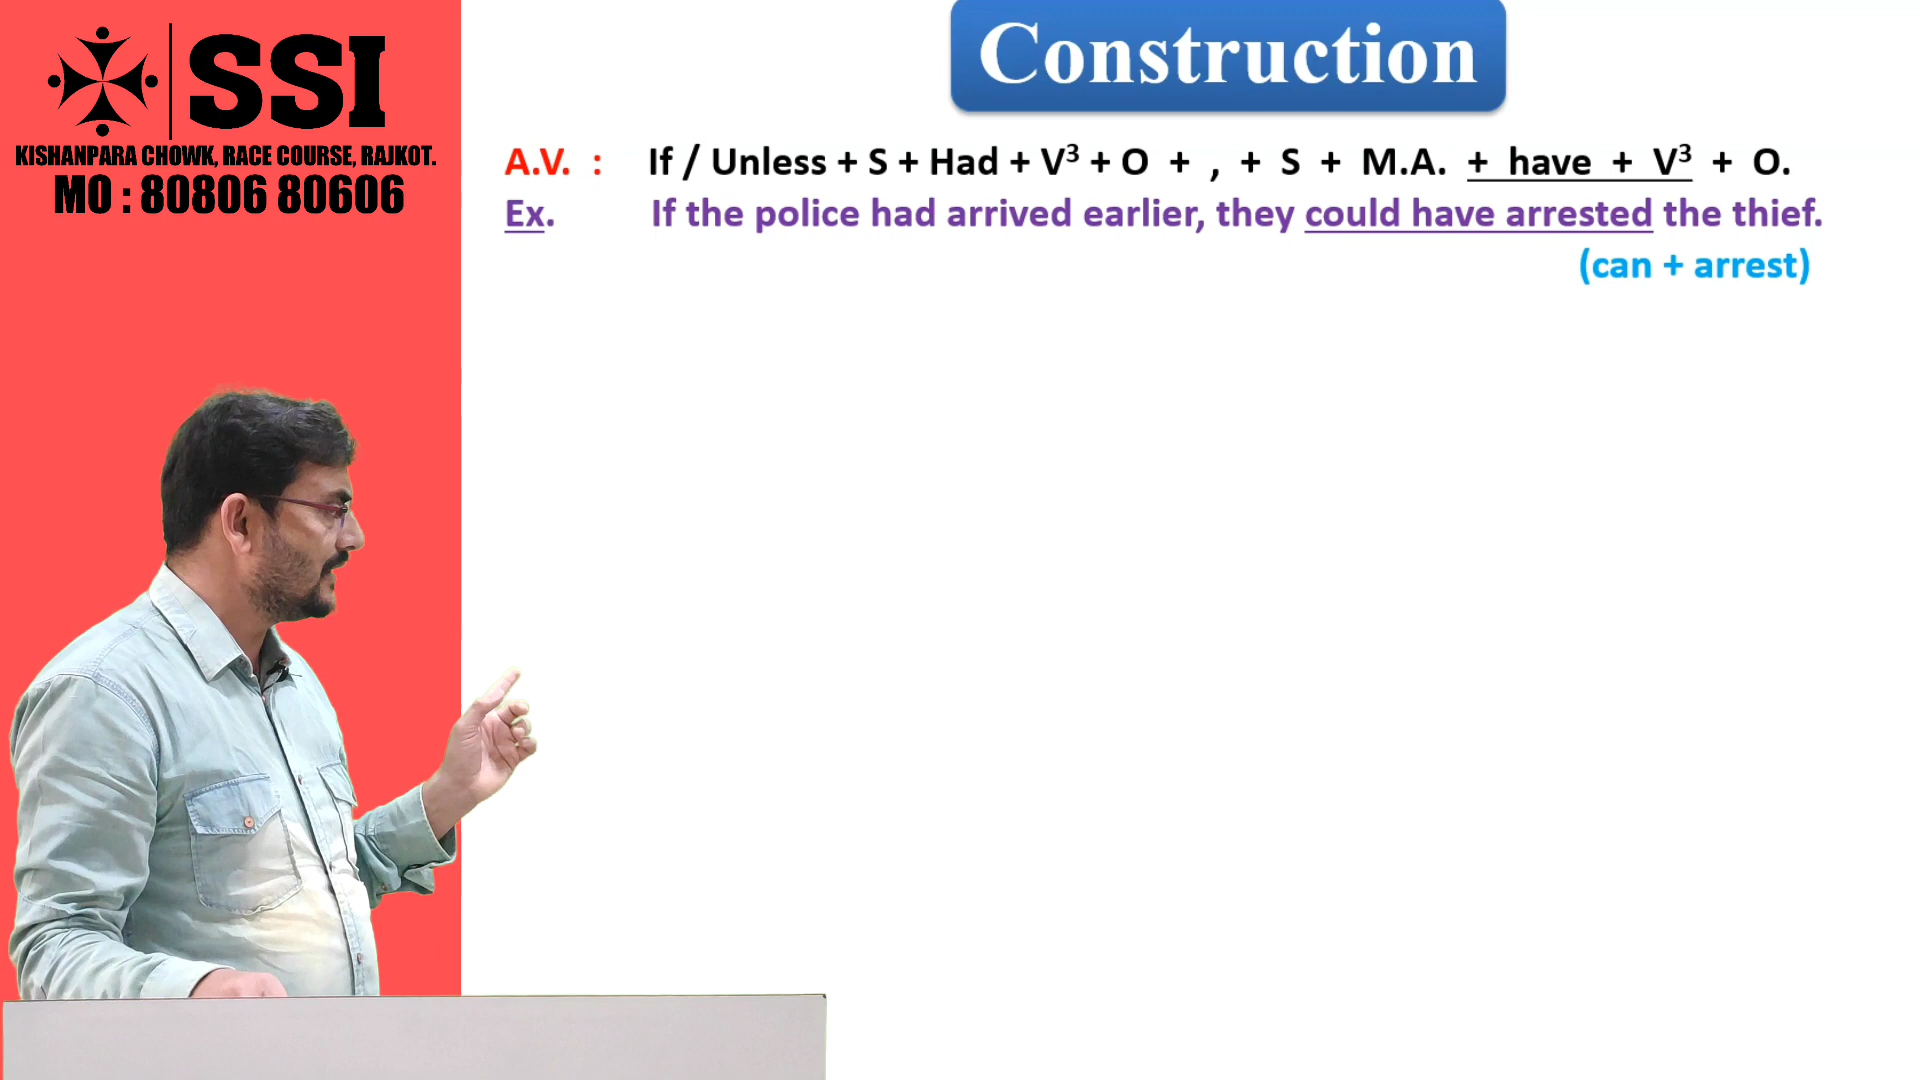 SSI
KISHANPARA CHOWK, RACE COURSE, RAJKOT.
MO : 80806 80606
Construction
A.V. : If / Unless + S + Had + V³ + O + , + S + M.A. + have + V³ + O.
Ex. If the police had arrived earlier, they could have arrested the thief.
(can + arrest)